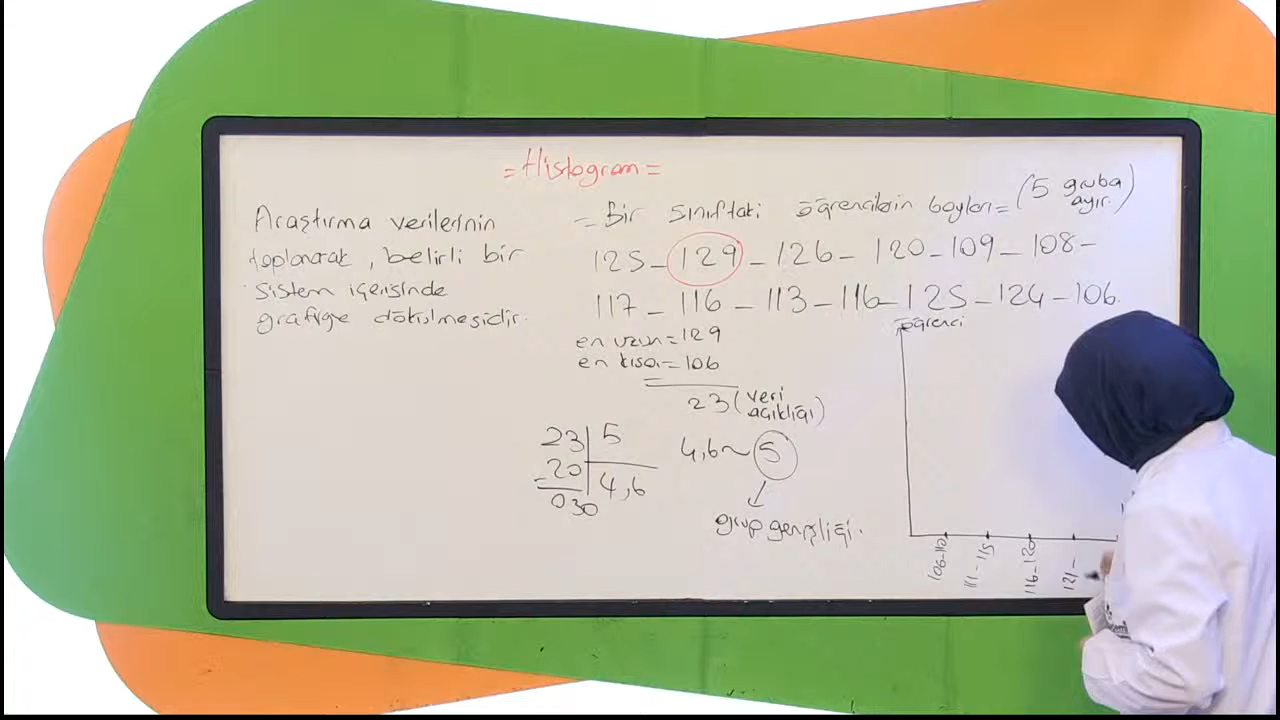 = Histogram =
Araştırma verilerinin
toplanarak, belirli bir
sistem içerisinde
grafiğe dökülmesidir.
= Bir sınıftaki öğrencilerin boyları = (5 gruba ayır.)
125 - 129 - 126 - 120 - 109 - 108 -
117 - 116 - 113 - 116 - 125 - 124 - 106.
en uzun = 129
en kısa = 106
23 (veri açıklığı)
23 5
- 20 4,6
030
4,6 ~ 5
grup genişliği.
öğrenci
106-110
111-115
116-120
121-